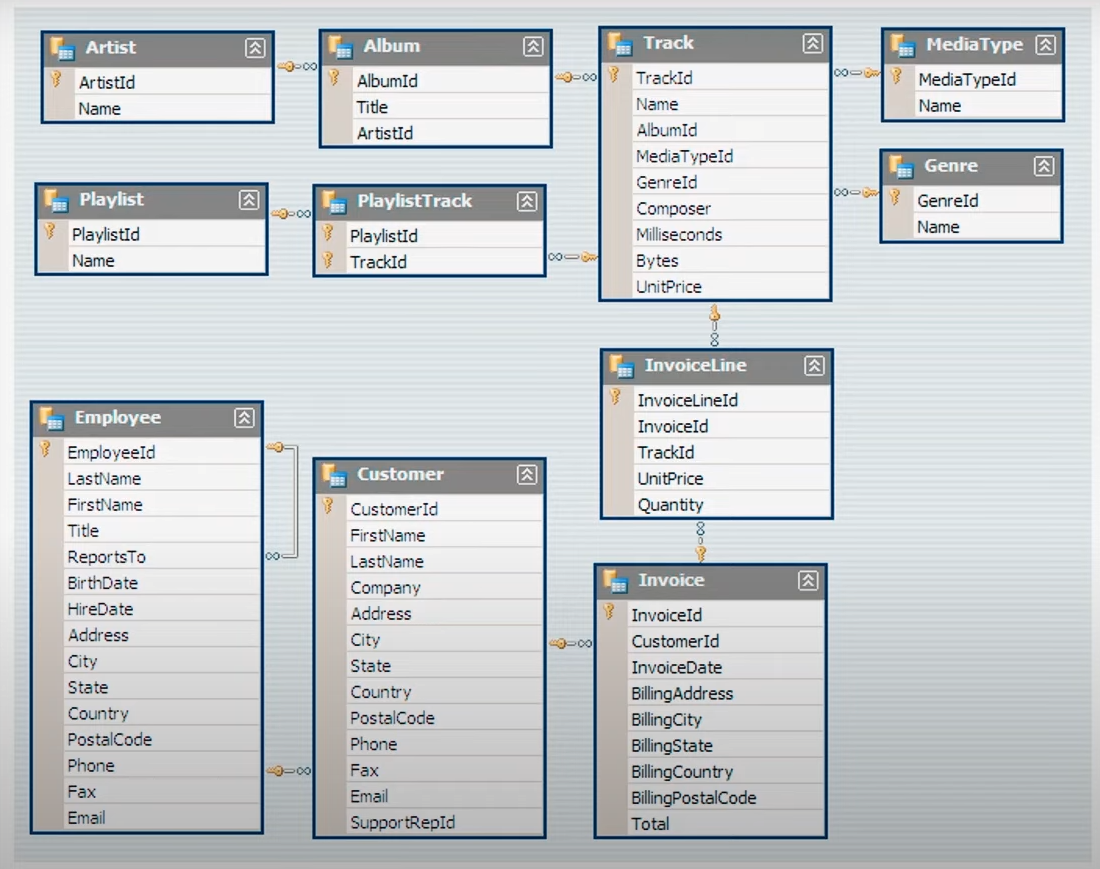 Artist
ArtistId
Name
Album
AlbumId
Title
ArtistId
Track
TrackId
Name
AlbumId
MediaTypeId
GenreId
Composer
Milliseconds
Bytes
UnitPrice
MediaType
MediaTypeId
Name
Genre
GenreId
Name
Playlist
PlaylistId
Name
PlaylistTrack
PlaylistId
TrackId
InvoiceLine
InvoiceLineId
InvoiceId
TrackId
UnitPrice
Quantity
Employee
EmployeeId
LastName
FirstName
Title
ReportsTo
BirthDate
HireDate
Address
City
State
Country
PostalCode
Phone
Fax
Email
Customer
CustomerId
FirstName
LastName
Company
Address
City
State
Country
PostalCode
Phone
Fax
Email
SupportRepId
Invoice
InvoiceId
CustomerId
InvoiceDate
BillingAddress
BillingCity
BillingState
BillingCountry
BillingPostalCode
Total